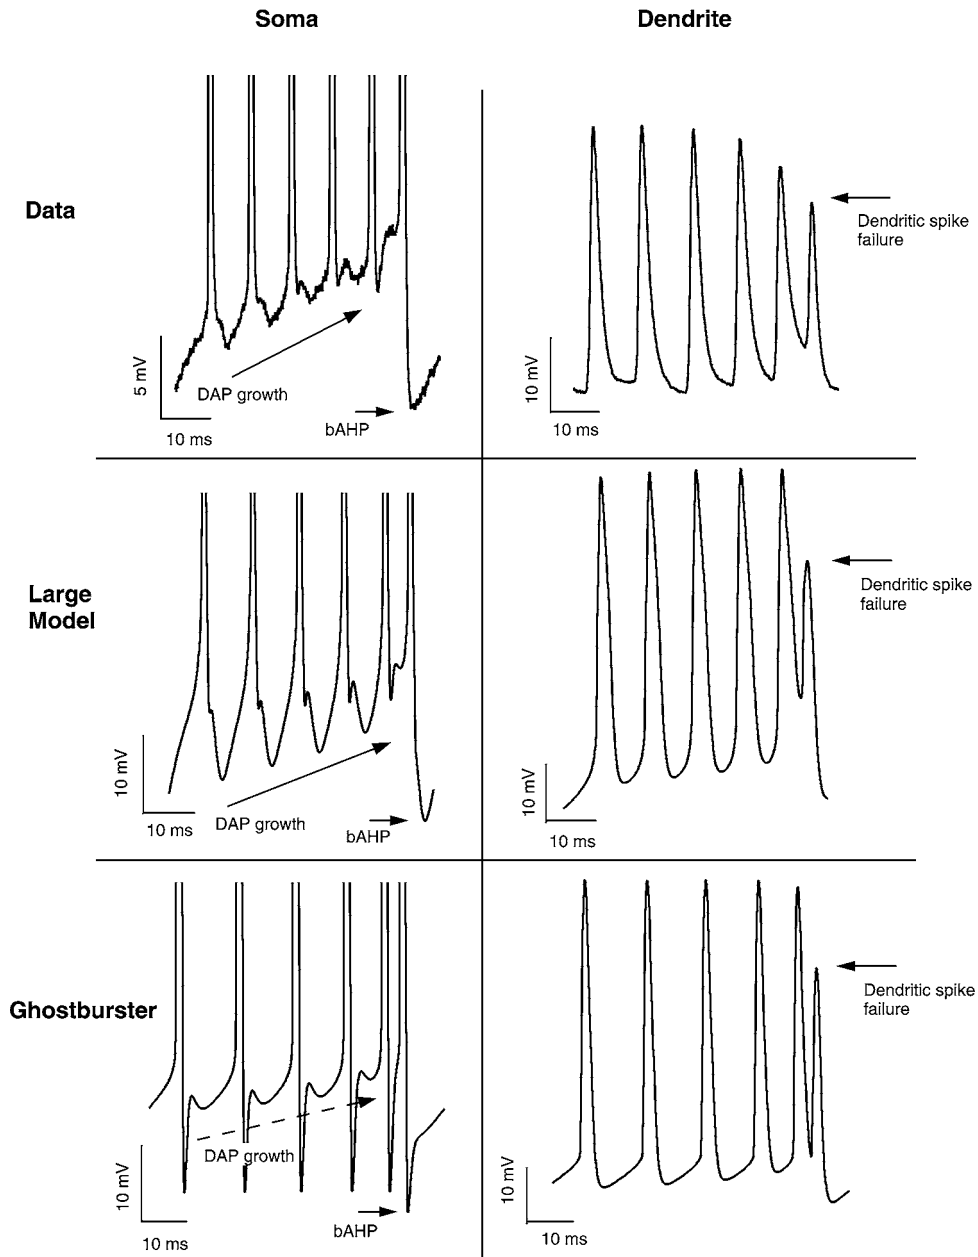 Soma
Dendrite
Data
5 mV
10 ms
DAP growth
bAHP
10 mV
10 ms
Dendritic spike
failure
Large
Model
10 mV
10 ms
DAP growth
bAHP
10 mV
10 ms
Dendritic spike
failure
Ghostburster
10 mV
10 ms
DAP growth
bAHP
10 mV
10 ms
Dendritic spike
failure